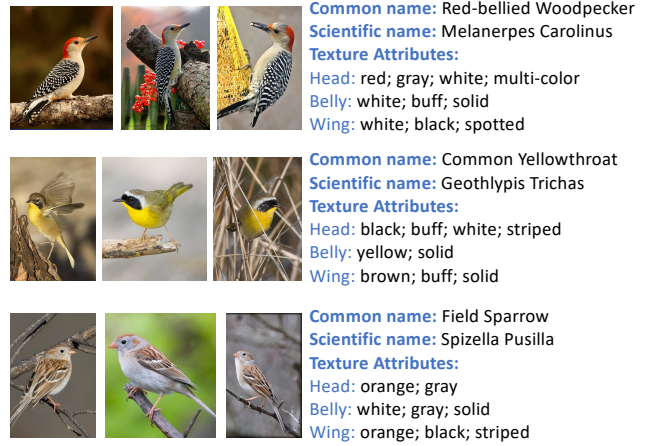 Common name: Red-bellied Woodpecker
Scientific name: Melanerpes Carolinus
Texture Attributes:
Head: red; gray; white; multi-color
Belly: white; buff; solid
Wing: white; black; spotted
Common name: Common Yellowthroat
Scientific name: Geothlypis Trichas
Texture Attributes:
Head: black; buff; white; striped
Belly: yellow; solid
Wing: brown; buff; solid
Common name: Field Sparrow
Scientific name: Spizella Pusilla
Texture Attributes:
Head: orange; gray
Belly: white; gray; solid
Wing: orange; black; striped